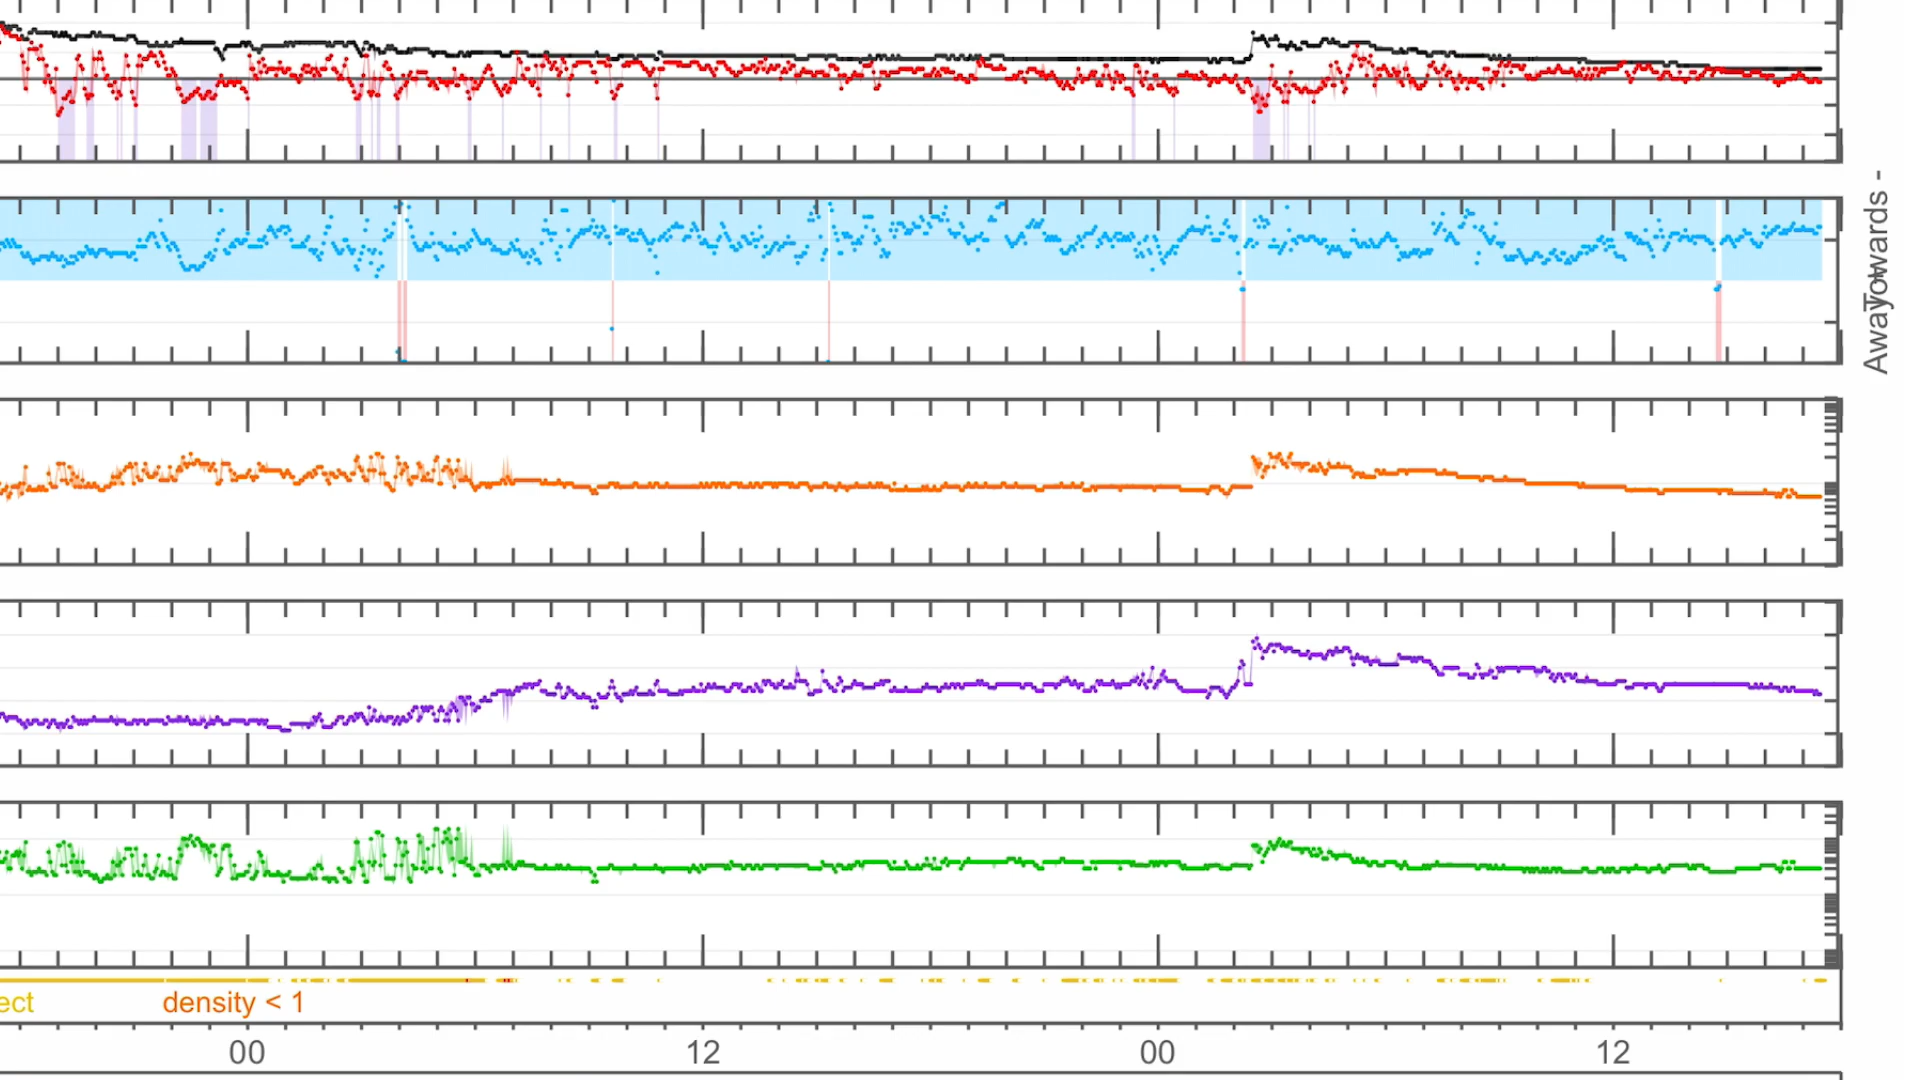 Away +
Towards -
ect density < 1
00 12 00 12